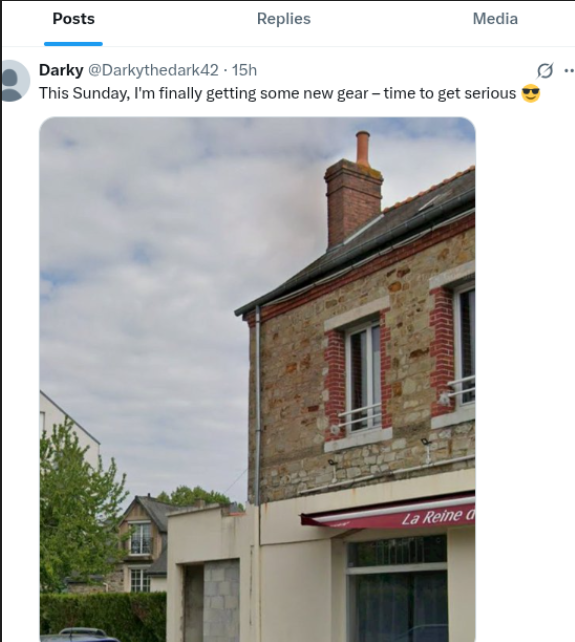 Posts Replies Media
Darky @Darkythedark42 · 15h
This Sunday, I'm finally getting some new gear – time to get serious 😎
La Reine d